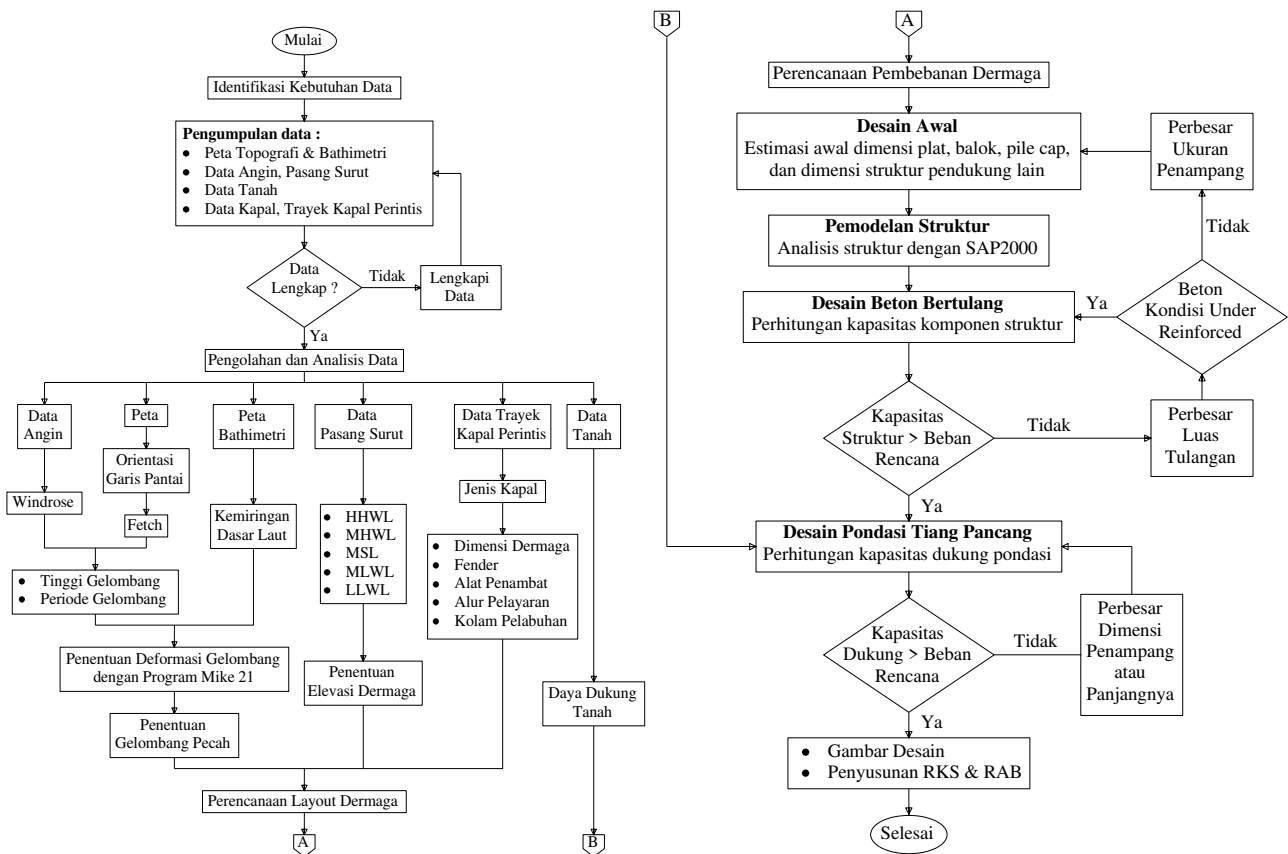 Mulai
Identifikasi Kebutuhan Data
Pengumpulan data :
● Peta Topografi & Bathimetri
● Data Angin, Pasang Surut
● Data Tanah
● Data Kapal, Trayek Kapal Perintis
Data
Lengkap ?
Tidak
Lengkapi
Data
Ya
Pengolahan dan Analisis Data
Data
Angin
Windrose
Peta
Orientasi
Garis Pantai
Fetch
● Tinggi Gelombang
● Periode Gelombang
Peta
Bathimetri
Kemiringan
Dasar Laut
Penentuan Deformasi Gelombang
dengan Program Mike 21
Penentuan
Gelombang Pecah
Data
Pasang Surut
● HHWL
● MHWL
● MSL
● MLWL
● LLWL
Penentuan
Elevasi Dermaga
Data Trayek
Kapal Perintis
Jenis Kapal
● Dimensi Dermaga
● Fender
● Alat Penambat
● Alur Pelayaran
● Kolam Pelabuhan
Data
Tanah
Daya Dukung
Tanah
Perencanaan Layout Dermaga
A
B
B
A
Perencanaan Pembebanan Dermaga
Desain Awal
Estimasi awal dimensi plat, balok, pile cap,
dan dimensi struktur pendukung lain
Perbesar
Ukuran
Penampang
Pemodelan Struktur
Analisis struktur dengan SAP2000
Tidak
Desain Beton Bertulang
Perhitungan kapasitas komponen struktur
Ya
Beton
Kondisi Under
Reinforced
Kapasitas
Struktur > Beban
Rencana
Tidak
Perbesar
Luas
Tulangan
Ya
Desain Pondasi Tiang Pancang
Perhitungan kapasitas dukung pondasi
Kapasitas
Dukung > Beban
Rencana
Tidak
Perbesar
Dimensi
Penampang
atau
Panjangnya
Ya
● Gambar Desain
● Penyusunan RKS & RAB
Selesai